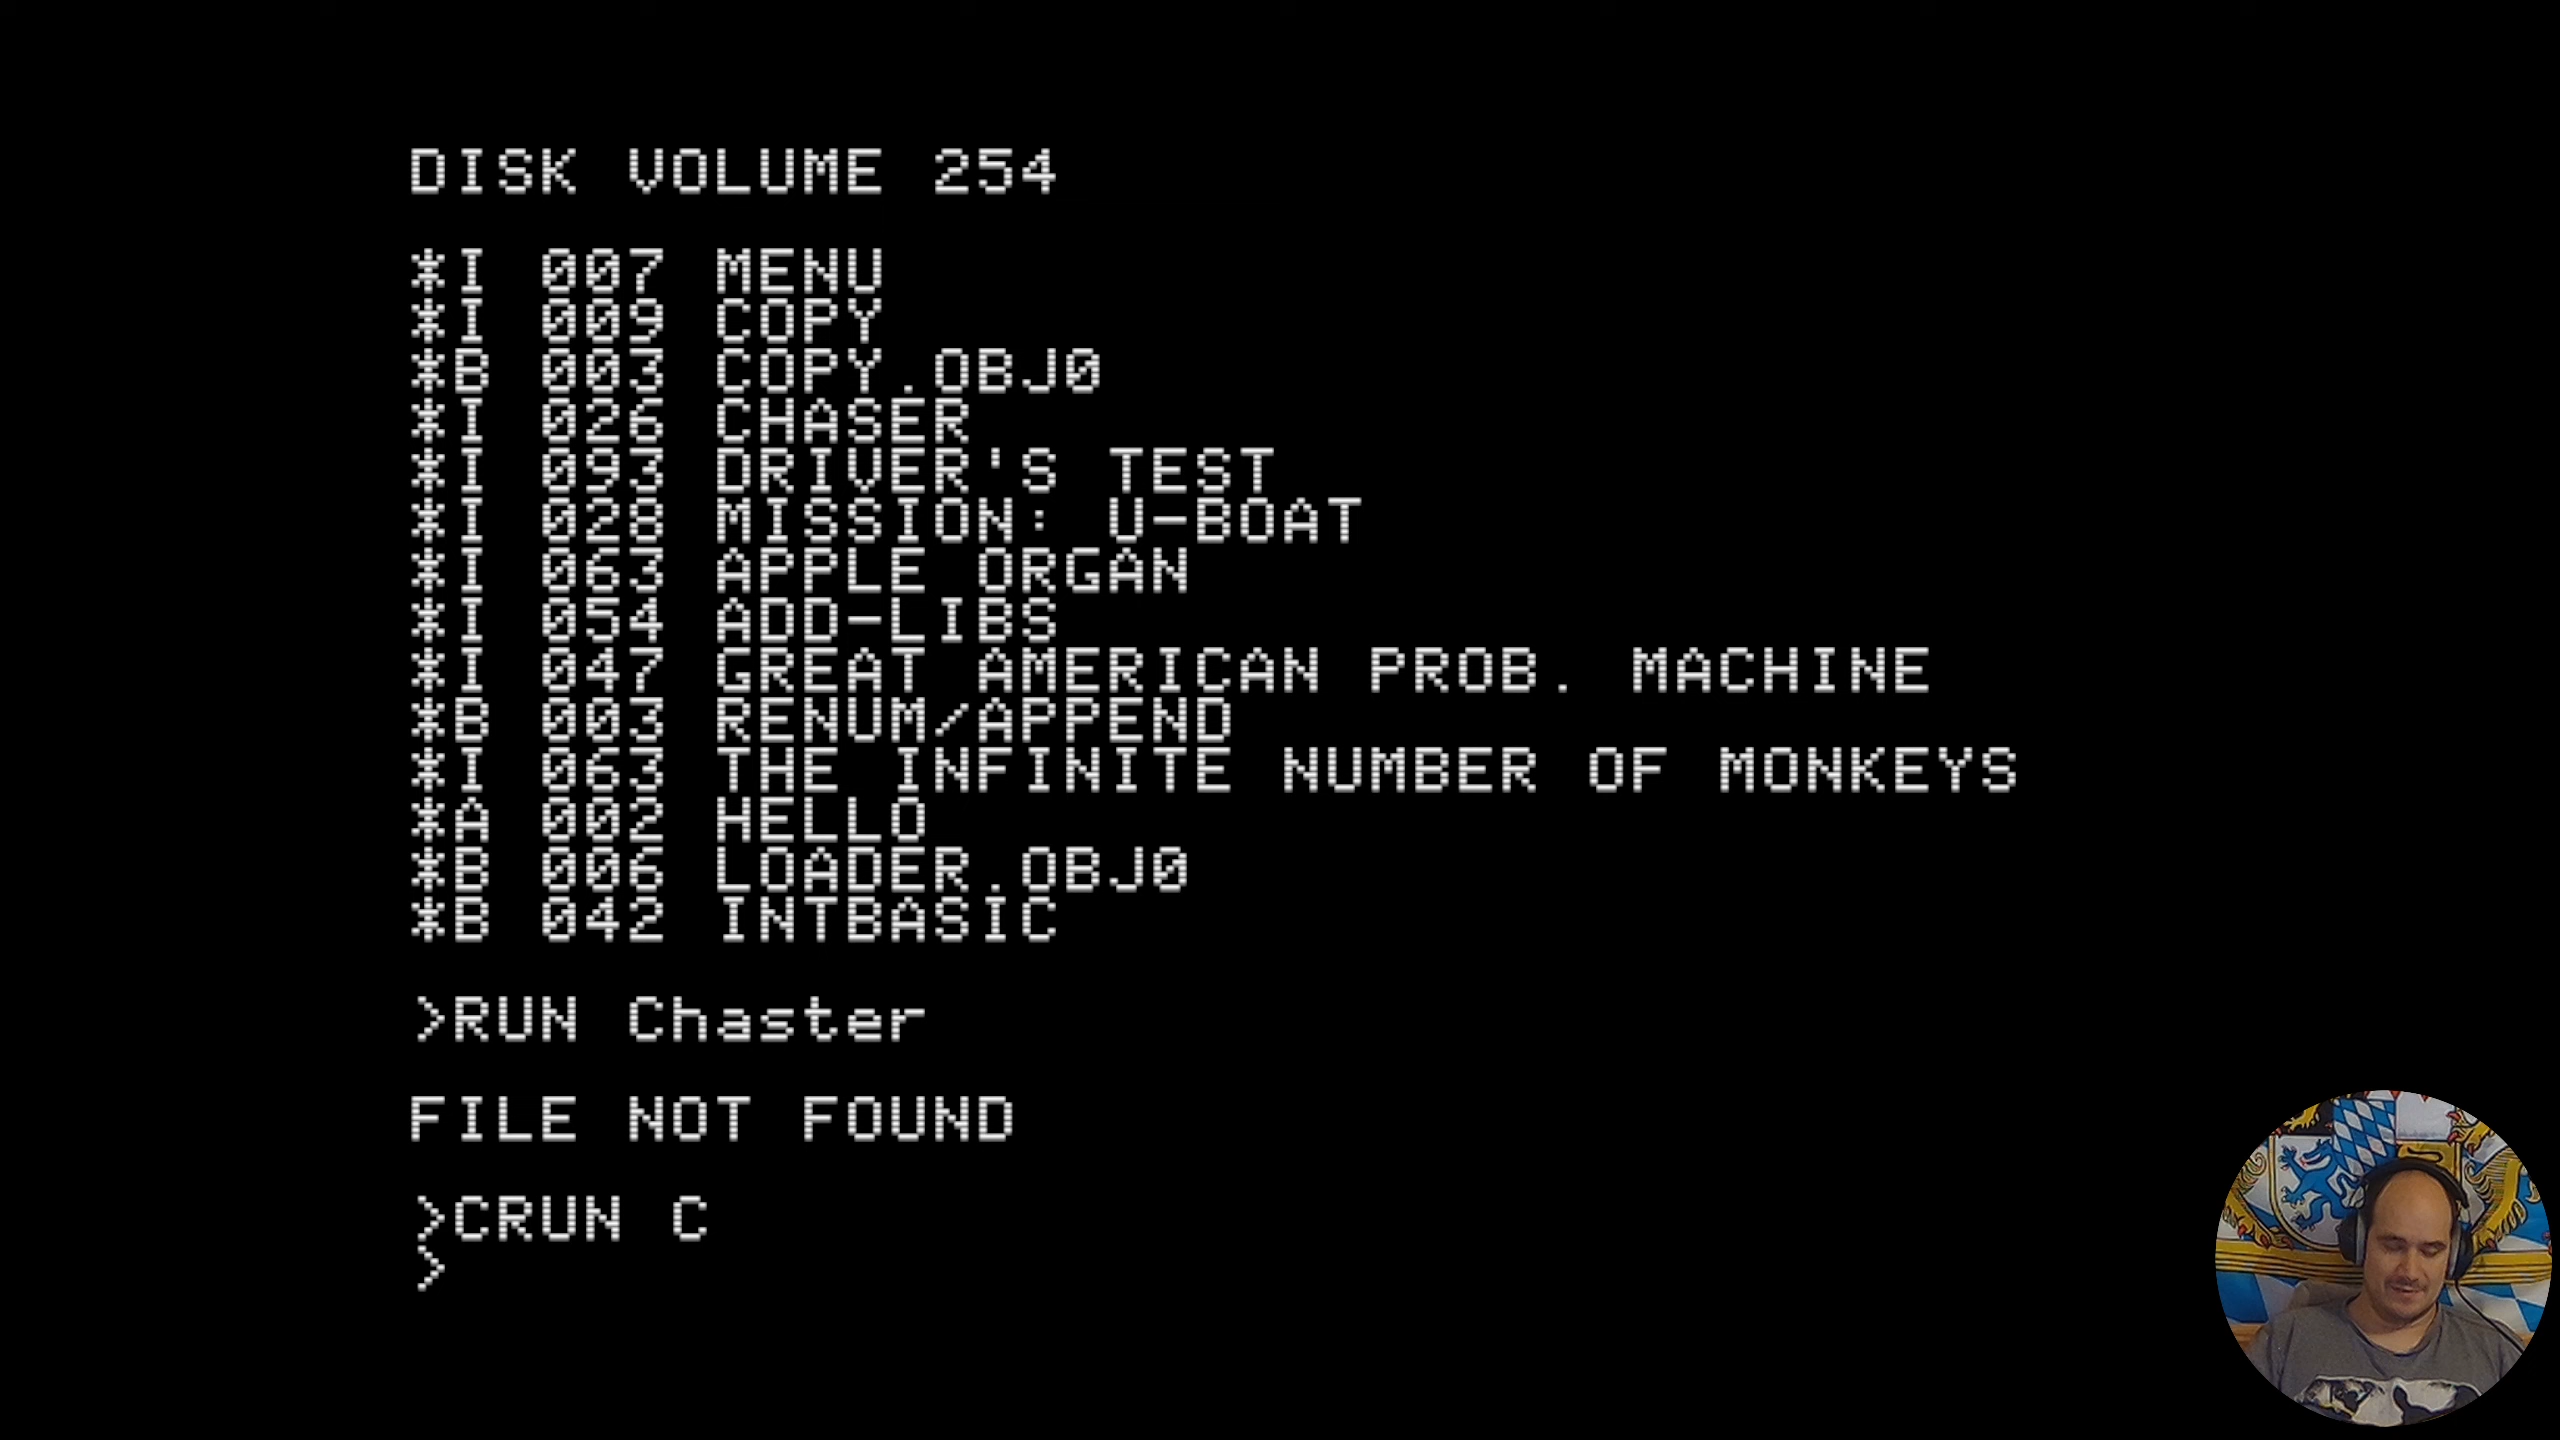 DISK VOLUME 254
*I 007 MENU
*I 009 COPY
*B 003 COPY.OBJ0
*I 026 CHASER
*I 093 DRIVER'S TEST
*I 028 MISSION: U-BOAT
*I 063 APPLE ORGAN
*I 054 ADD-LIBS
*I 047 GREAT AMERICAN PROB. MACHINE
*B 003 RENUM/APPEND
*I 063 THE INFINITE NUMBER OF MONKEYS
*A 002 HELLO
*B 006 LOADER.OBJ0
*B 042 INTBASIC
>RUN Chaster
FILE NOT FOUND
>CRUN C
>